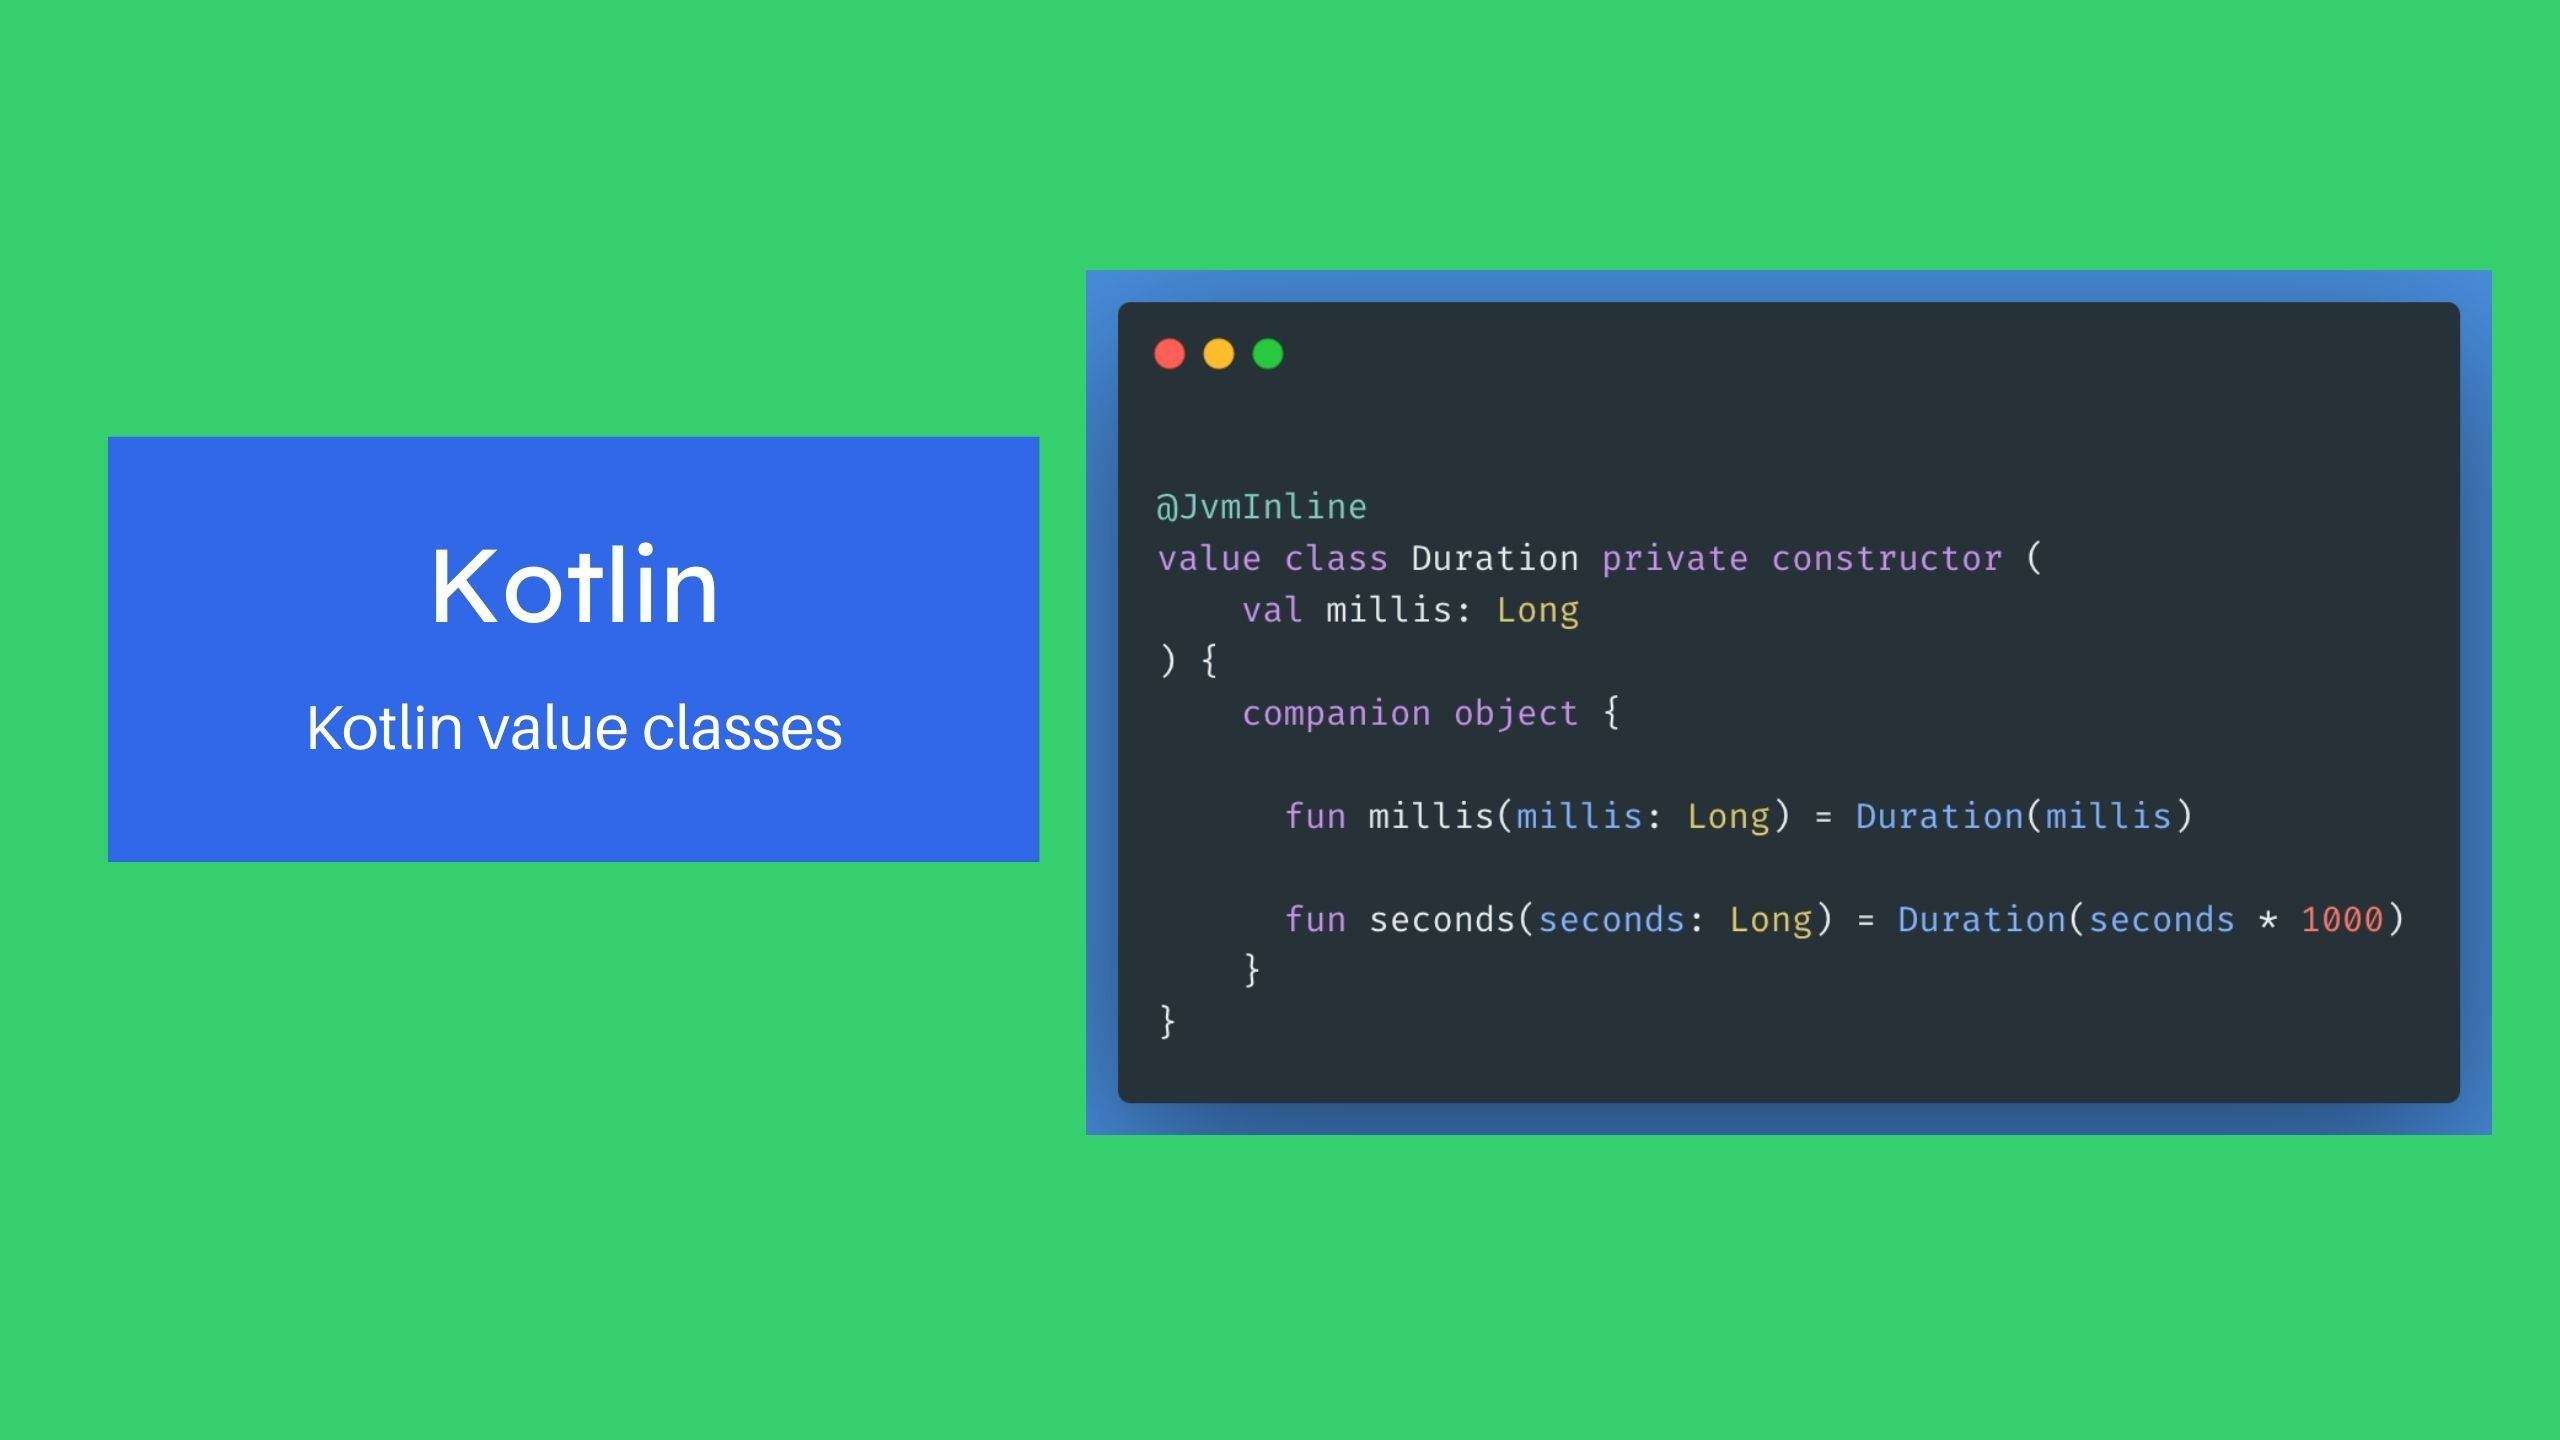 Kotlin
Kotlin value classes
@JvmInline
value class Duration private constructor (
    val millis: Long
) {
    companion object {
      fun millis(millis: Long) = Duration(millis)
      fun seconds(seconds: Long) = Duration(seconds * 1000)
    }
}